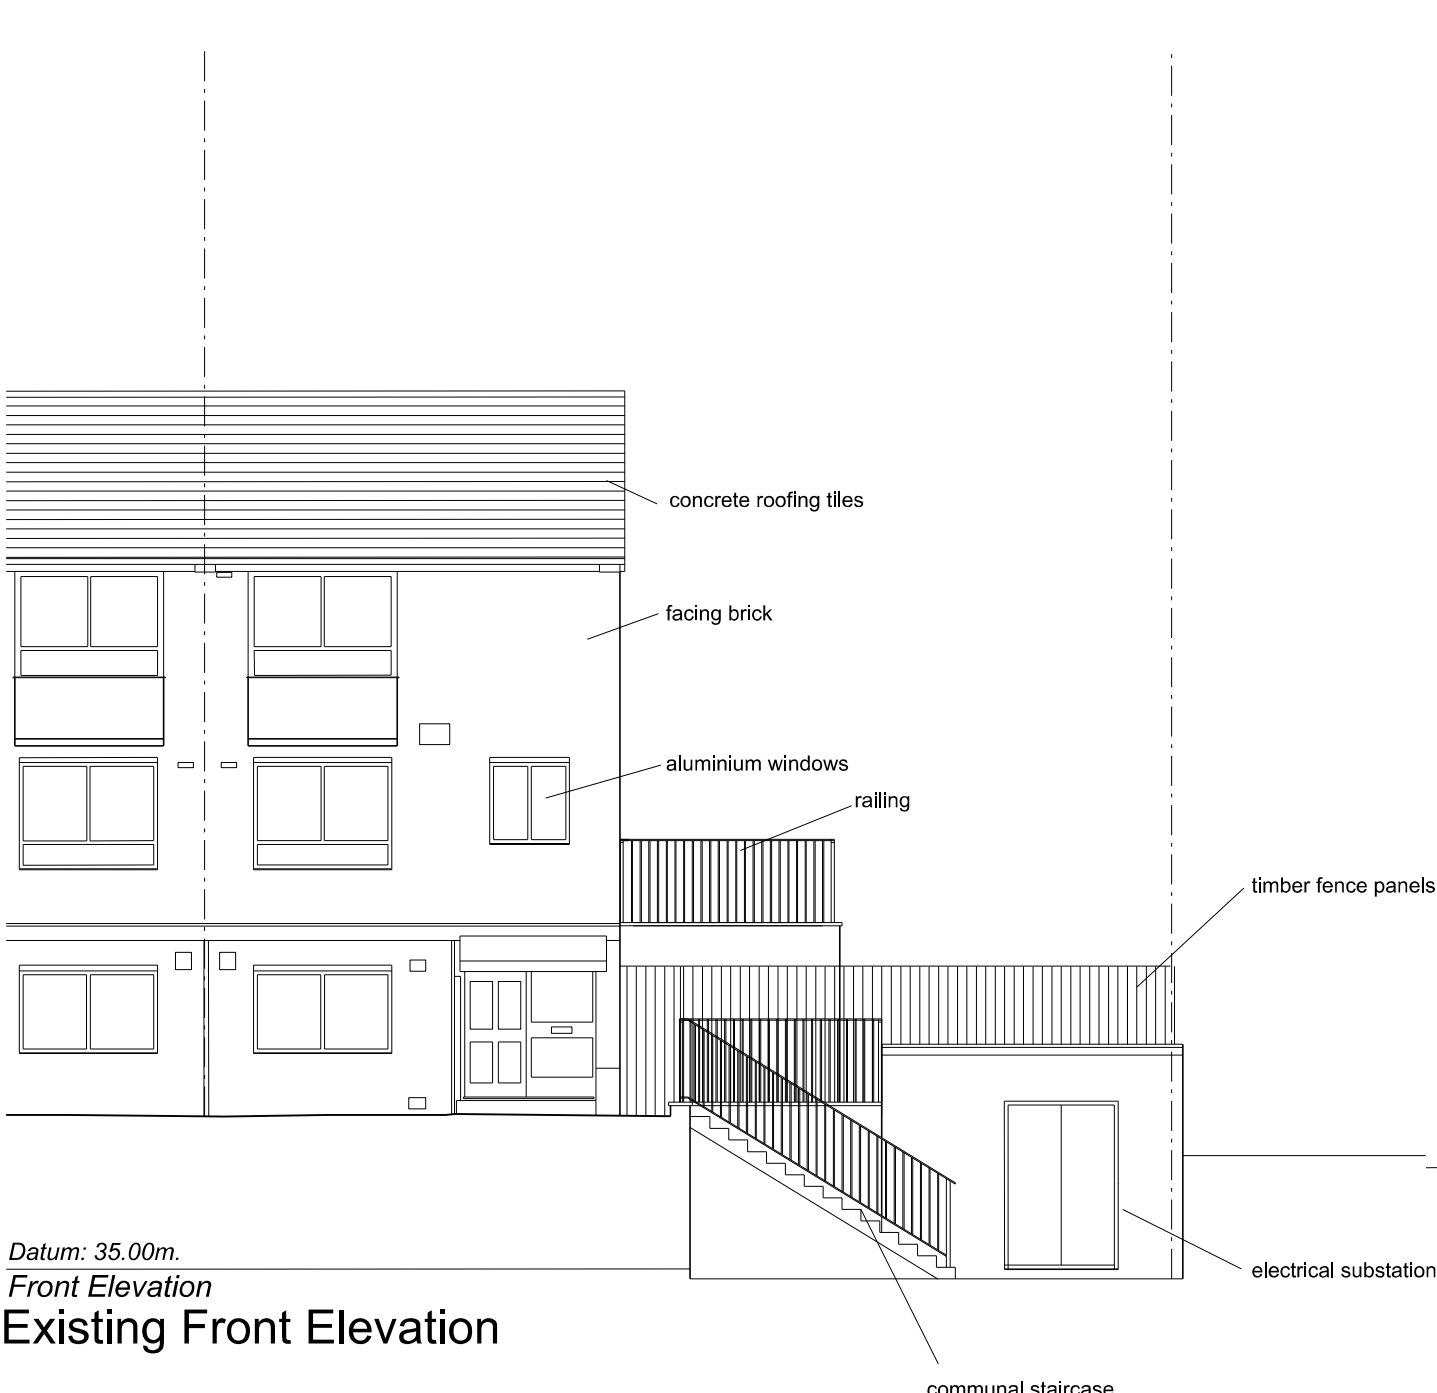 concrete roofing tiles
facing brick
aluminium windows
railing
timber fence panels
electrical substation
Datum: 35.00m.
Front Elevation
Existing Front Elevation
communal staircase